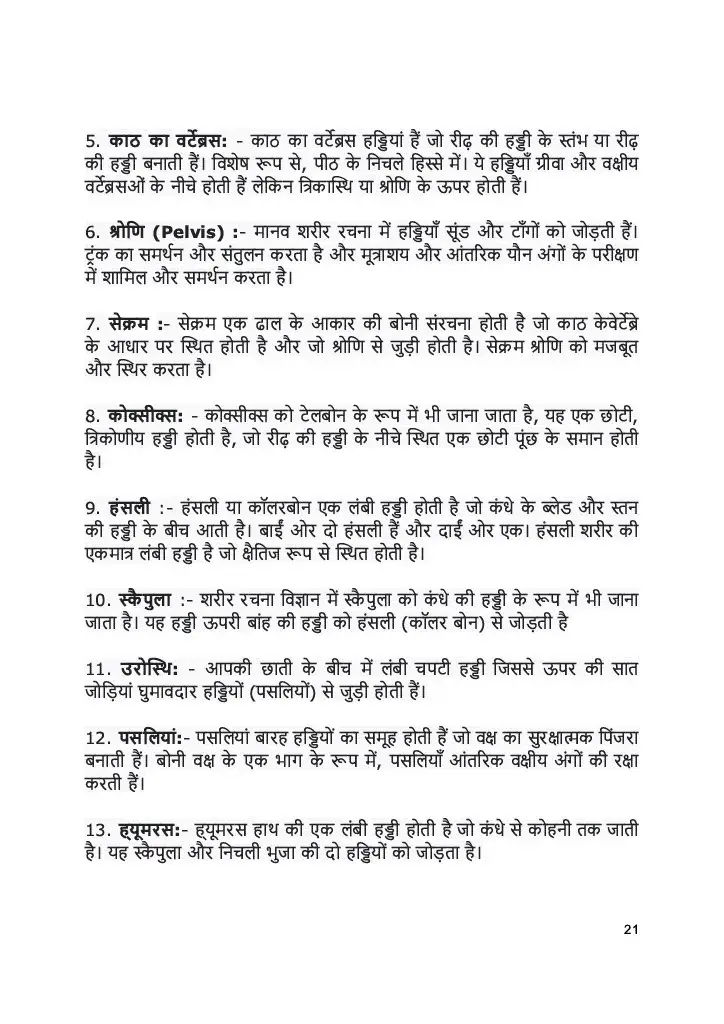 5. काठ का वर्टेब्रस: - काठ का वर्टेब्रस हड्डियां हैं जो रीढ़ की हड्डी के स्तंभ या रीढ़
की हड्डी बनाती हैं। विशेष रूप से, पीठ के निचले हिस्से में। ये हड्डियाँ ग्रीवा और वक्षीय
वर्टेब्रसओं के नीचे होती हैं लेकिन त्रिकास्थि या श्रोणि के ऊपर होती हैं।
6. श्रोणि (Pelvis) :- मानव शरीर रचना में हड्डियाँ सूंड और टाँगों को जोड़ती हैं।
ट्रंक का समर्थन और संतुलन करता है और मूत्राशय और आंतरिक यौन अंगों के परीक्षण
में शामिल और समर्थन करता है।
7. सेक्रम :- सेक्रम एक ढाल के आकार की बोनी संरचना होती है जो काठ केवेर्टेब्रे
के आधार पर स्थित होती है और जो श्रोणि से जुड़ी होती है। सेक्रम श्रोणि को मजबूत
और स्थिर करता है।
8. कोक्सीक्स: - कोक्सीक्स को टेलबोन के रूप में भी जाना जाता है, यह एक छोटी,
त्रिकोणीय हड्डी होती है, जो रीढ़ की हड्डी के नीचे स्थित एक छोटी पूंछ के समान होती
है।
9. हंसली :- हंसली या कॉलरबोन एक लंबी हड्डी होती है जो कंधे के ब्लेड और स्तन
की हड्डी के बीच आती है। बाईं ओर दो हंसली हैं और दाईं ओर एक। हंसली शरीर की
एकमात्र लंबी हड्डी है जो क्षैतिज रूप से स्थित होती है।
10. स्कैपुला :- शरीर रचना विज्ञान में स्कैपुला को कंधे की हड्डी के रूप में भी जाना
जाता है। यह हड्डी ऊपरी बांह की हड्डी को हंसली (कॉलर बोन) से जोड़ती है
11. उरोस्थि: - आपकी छाती के बीच में लंबी चपटी हड्डी जिससे ऊपर की सात
जोड़ियां घुमावदार हड्डियों (पसलियों) से जुड़ी होती हैं।
12. पसलियां:- पसलियां बारह हड्डियों का समूह होती हैं जो वक्ष का सुरक्षात्मक पिंजरा
बनाती हैं। बोनी वक्ष के एक भाग के रूप में, पसलियाँ आंतरिक वक्षीय अंगों की रक्षा
करती हैं।
13. ह्यूमरस:- ह्यूमरस हाथ की एक लंबी हड्डी होती है जो कंधे से कोहनी तक जाती
है। यह स्कैपुला और निचली भुजा की दो हड्डियों को जोड़ता है।
21